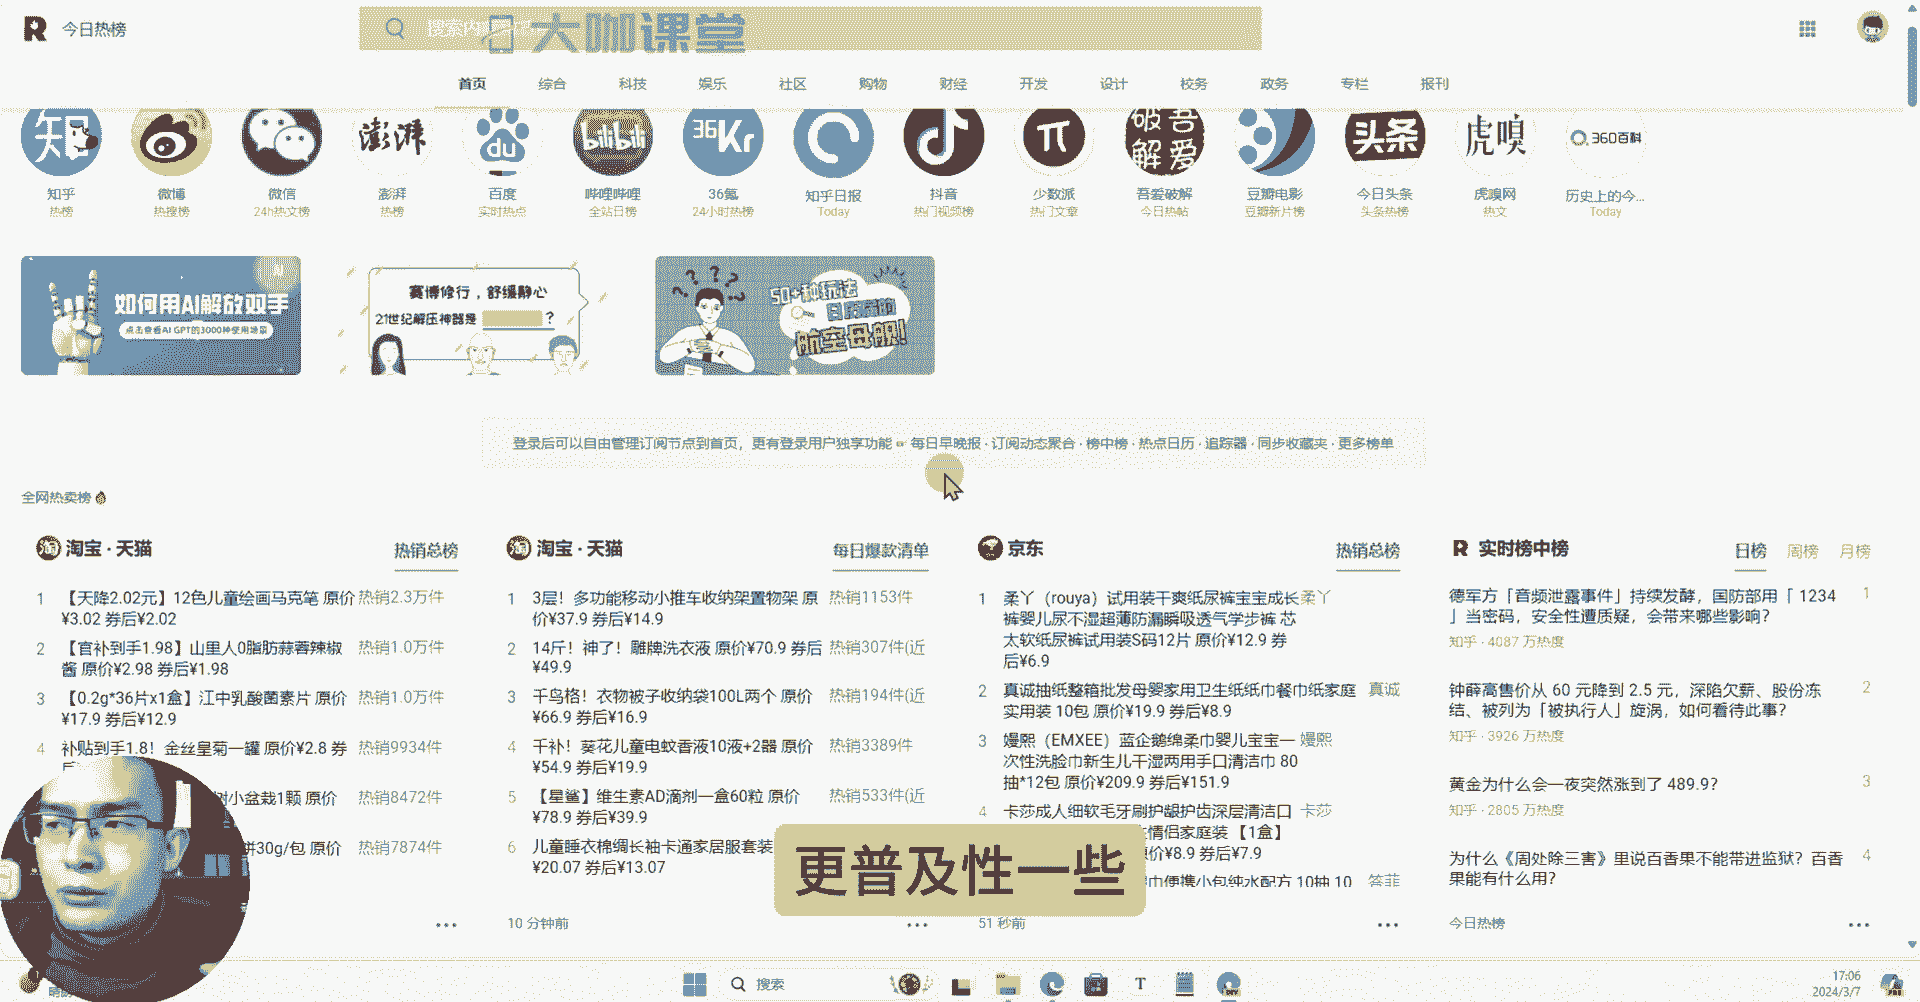 今日热榜
搜索内
大咖课堂
首页 综合 科技 娱乐 社区 购物 财经 开发 设计 校务 政务 专栏 报刊
知 澎湃 du bilibili 36Kr 破吾解爱 头条 虎嗅 360百科
知乎 微博 微信 澎湃 百度 哔哩哔哩 36氪 知乎日报 抖音 少数派 吾爱破解 豆瓣电影 今日头条 虎嗅网 历史上的今...
热榜 热搜榜 24h热文榜 热榜 实时热点 全站日榜 24小时热榜 Today 热门视频榜 热门文章 今日热帖 豆瓣新片榜 头条热榜 热文 Today
如何用AI解放双手
点击查看AI GPT的3000种使用场景
赛博修行，舒缓静心
21世纪解压神器是 ?
50+种玩法
航空母舰!
登录后可以自由管理订阅节点到首页，更有登录用户独享功能 每日早晚报 · 订阅动态聚合 · 榜中榜 · 热点日历 · 追踪器 · 同步收藏夹 · 更多榜单
全网热卖榜
淘宝 · 天猫 热销总榜
1 【天降2.02元】12色儿童绘画马克笔 原价 热销2.3万件
¥3.02 券后¥2.02
2 【官补到手1.98】山里人0脂肪蒜蓉辣椒 热销1.0万件
酱 原价¥2.98 券后¥1.98
3 【0.2g*36片x1盒】江中乳酸菌素片 原价 热销1.0万件
¥17.9 券后¥12.9
4 补贴到手1.8！金丝皇菊一罐 原价¥2.8 券 热销9934件
树小盆栽1颗 原价 热销8472件
饼30g/包 原价 热销7874件
淘宝 · 天猫 每日爆款清单
1 3层！多功能移动小推车收纳架置物架 原 热销1153件
价¥37.9 券后¥14.9
2 14斤！神了！雕牌洗衣液 原价¥70.9 券后 热销307件(近
¥49.9
3 千鸟格！衣物被子收纳袋100L两个 原价 热销194件(近
¥66.9 券后¥16.9
4 千补！葵花儿童电蚊香液10液+2器 原价 热销3389件
¥54.9 券后¥19.9
5 【星鲨】维生素AD滴剂一盒60粒 原价 热销533件(近
¥78.9 券后¥39.9
6 儿童睡衣棉绸长袖卡通家居服套装
¥20.07 券后¥13.07
10 分钟前
京东 热销总榜
1 柔丫（rouya）试用装干爽纸尿裤宝宝成长 柔丫
裤婴儿尿不湿超薄防漏瞬吸透气学步裤 芯
太软纸尿裤试用装S码12片 原价¥12.9 券
后¥6.9
2 真诚抽纸整箱批发母婴家用卫生纸纸巾餐巾纸家庭 真诚
实用装 10包 原价¥19.9 券后¥8.9
3 嫚熙（EMXEE）蓝企鹅绵柔巾婴儿宝宝一 嫚熙
次性洗脸巾新生儿干湿两用手口清洁巾 80
抽*12包 原价¥209.9 券后¥151.9
4 卡莎成人细软毛牙刷护龈护齿深层清洁口 卡莎
情侣家庭装 【1盒】
价¥8.9 券后¥7.9
巾便携小包纯水配方 10抽 10 答菲
51 秒前
实时榜中榜 日榜 周榜 月榜
德军方「音频泄露事件」持续发酵，国防部用「 1234 1
」当密码，安全性遭质疑，会带来哪些影响？
知乎 · 4087 万热度
钟薛高售价从 60 元降到 2.5 元，深陷欠薪、股份冻 2
结、被列为「被执行人」旋涡，如何看待此事？
知乎 · 3926 万热度
黄金为什么会一夜突然涨到了 489.9？ 3
知乎 · 2805 万热度
为什么《周处除三害》里说百香果不能带进监狱？百香 4
果能有什么用？
今日热榜
更普及性一些
搜索
17:06
2024/3/7